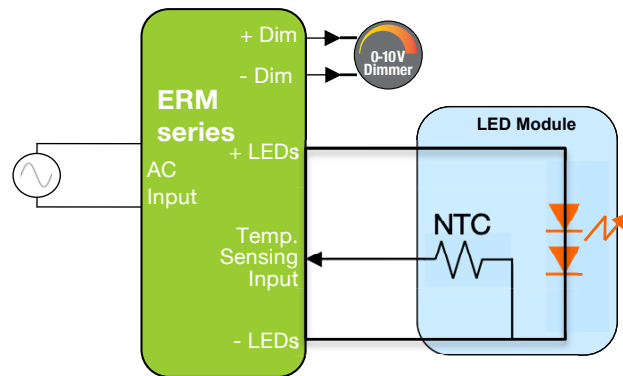 + Dim
- Dim
0-10V
Dimmer
ERM
series
LED Module
+ LEDs
AC
Input
NTC
Temp.
Sensing
Input
- LEDs